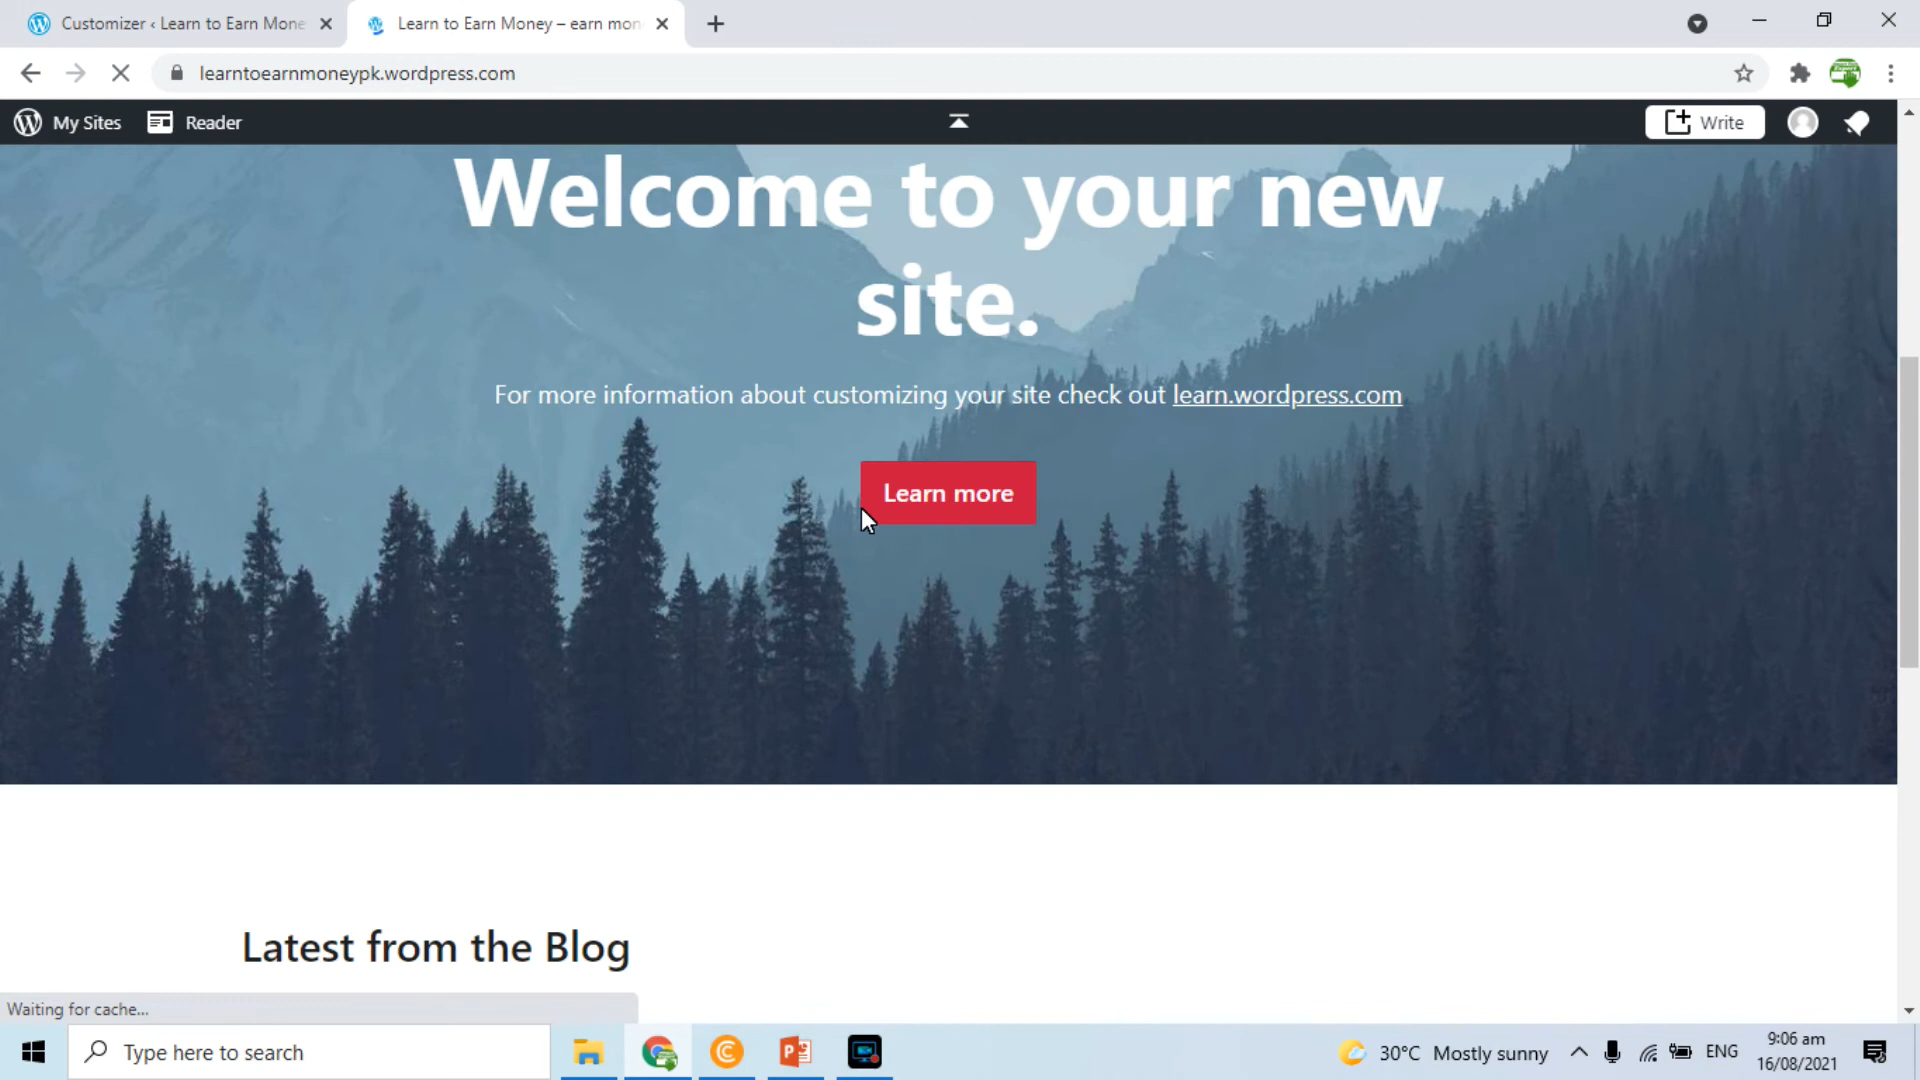 Customizer ‹ Learn to Earn Mone
Learn to Earn Money – earn mon
learntoearnmoneypk.wordpress.com
My Sites
Reader
Write
Welcome to your new
site.
For more information about customizing your site check out learn.wordpress.com
Learn more
Latest from the Blog
Waiting for cache...
Type here to search
30°C Mostly sunny
ENG
9:06 am
16/08/2021